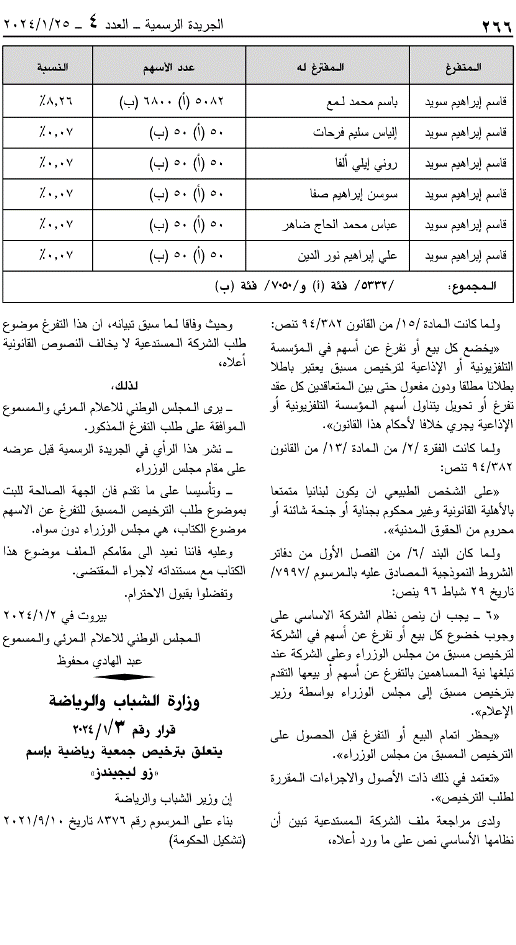 ٢٦٦
الجريدة الرسمية ــ العدد ٤ ــ ٢٠٢٤/١/٢٥
المتفرغ المفترغ له عدد الأسهم النسبة
قاسم إبراهيم سويد باسم محمد لمع ٥٠٨٢ (أ) ٦٨٠٠ (ب) ٨,٢٦٪
قاسم إبراهيم سويد إلياس سليم فرحات ٥٠ (أ) ٥٠ (ب) ٠,٠٧٪
قاسم إبراهيم سويد روني إيلي ألفا ٥٠ (أ) ٥٠ (ب) ٠,٠٧٪
قاسم إبراهيم سويد سوسن إبراهيم صفا ٥٠ (أ) ٥٠ (ب) ٠,٠٧٪
قاسم إبراهيم سويد عباس محمد الحاج ضاهر ٥٠ (أ) ٥٠ (ب) ٠,٠٧٪
قاسم إبراهيم سويد علي إبراهيم نور الدين ٥٠ (أ) ٥٠ (ب) ٠,٠٧٪
المجموع: /٥٣٣٢/ فئة (أ) و/٧٠٥٠/ فئة (ب)
ولما كانت المادة /١٥/ من القانون ٩٤/٣٨٢ تنص:
«يخضع كل بيع أو تفرغ عن أسهم في المؤسسة
التلفزيونية أو الإذاعية لترخيص مسبق يعتبر باطلا
بطلانا مطلقا ودون مفعول حتى بين المتعاقدين كل عقد
تفرغ أو تحويل يتناول أسهم المؤسسة التلفزيونية أو
الإذاعية يجري خلافا لأحكام هذا القانون».
ولما كانت الفقرة /٢/ من المادة /١٣/ من القانون
٩٤/٣٨٢ تنص:
«على الشخص الطبيعي ان يكون لبنانيا متمتعا
بالأهلية القانونية وغير محكوم بجناية أو جنحة شائنة أو
محروم من الحقوق المدنية».
ولما كان البند /٦/ من الفصل الأول من دفاتر
الشروط النموذجية المصادق عليه بالمرسوم /٧٩٩٧/
تاريخ ٢٩ شباط ٩٦ ينص:
«٦ ــ يجب ان ينص نظام الشركة الاساسي على
وجوب خضوع كل بيع أو تفرغ عن أسهم في الشركة
لترخيص مسبق من مجلس الوزراء وعلى الشركة عند
تبلغها نية المساهمين بالتفرغ عن أسهم أو بيعها التقدم
بترخيص مسبق إلى مجلس الوزراء بواسطة وزير
الإعلام».
«يحظر اتمام البيع أو التفرغ قبل الحصول على
الترخيص المسبق من مجلس الوزراء».
«تعتمد في ذلك ذات الأصول والاجراءات المقررة
لطلب الترخيص».
ولدى مراجعة ملف الشركة المستدعية تبين أن
نظامها الأساسي نص على ما ورد أعلاه،
وحيث وفاقا لما سبق تبيانه، ان هذا التفرغ موضوع
طلب الشركة المستدعية لا يخالف النصوص القانونية
أعلاه،
لذلك،
ــ يرى المجلس الوطني للاعلام المرئي والمسموع
الموافقة على طلب التفرغ المذكور.
ــ نشر هذا الرأي في الجريدة الرسمية قبل عرضه
على مقام مجلس الوزراء
ــ وتأسيسا على ما تقدم فان الجهة الصالحة للبت
بموضوع طلب الترخيص المسبق للتفرغ عن الاسهم
موضوع الكتاب، هي مجلس الوزراء دون سواه.
وعليه فاننا نعيد الى مقامكم الملف موضوع هذا
الكتاب مع مستنداته لاجراء المقتضى.
وتفضلوا بقبول الاحترام.
بيروت في ٢٠٢٤/١/٢
المجلس الوطني للاعلام المرئي والمسموع
عبد الهادي محفوظ
وزارة الشباب والرياضة
قرار رقم ٢٠٢٤/١/٣
يتعلق بترخيص جمعية رياضية بإسم
«زو ليجيندز»
إن وزير الشباب والرياضة
بناء على المرسوم رقم ٨٣٧٦ تاريخ ٢٠٢١/٩/١٠
(تشكيل الحكومة)